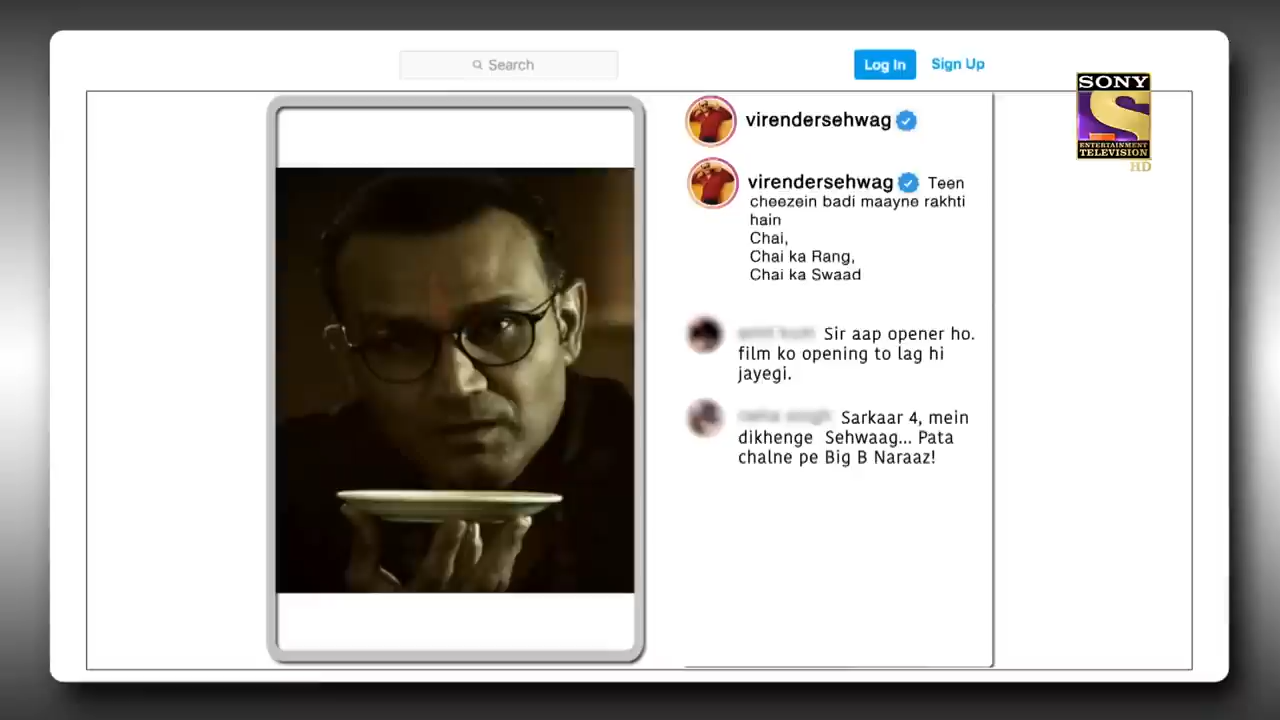 Search
Log In
Sign Up
SONY
ENTERTAINMENT
TELEVISION
HD
virendersehwag
virendersehwag Teen
cheezein badi maayne rakhti
hain
Chai,
Chai ka Rang,
Chai ka Swaad
Sir aap opener ho.
film ko opening to lag hi
jayegi.
Sarkaar 4, mein
dikhenge Sehwaag... Pata
chalne pe Big B Naraaz!